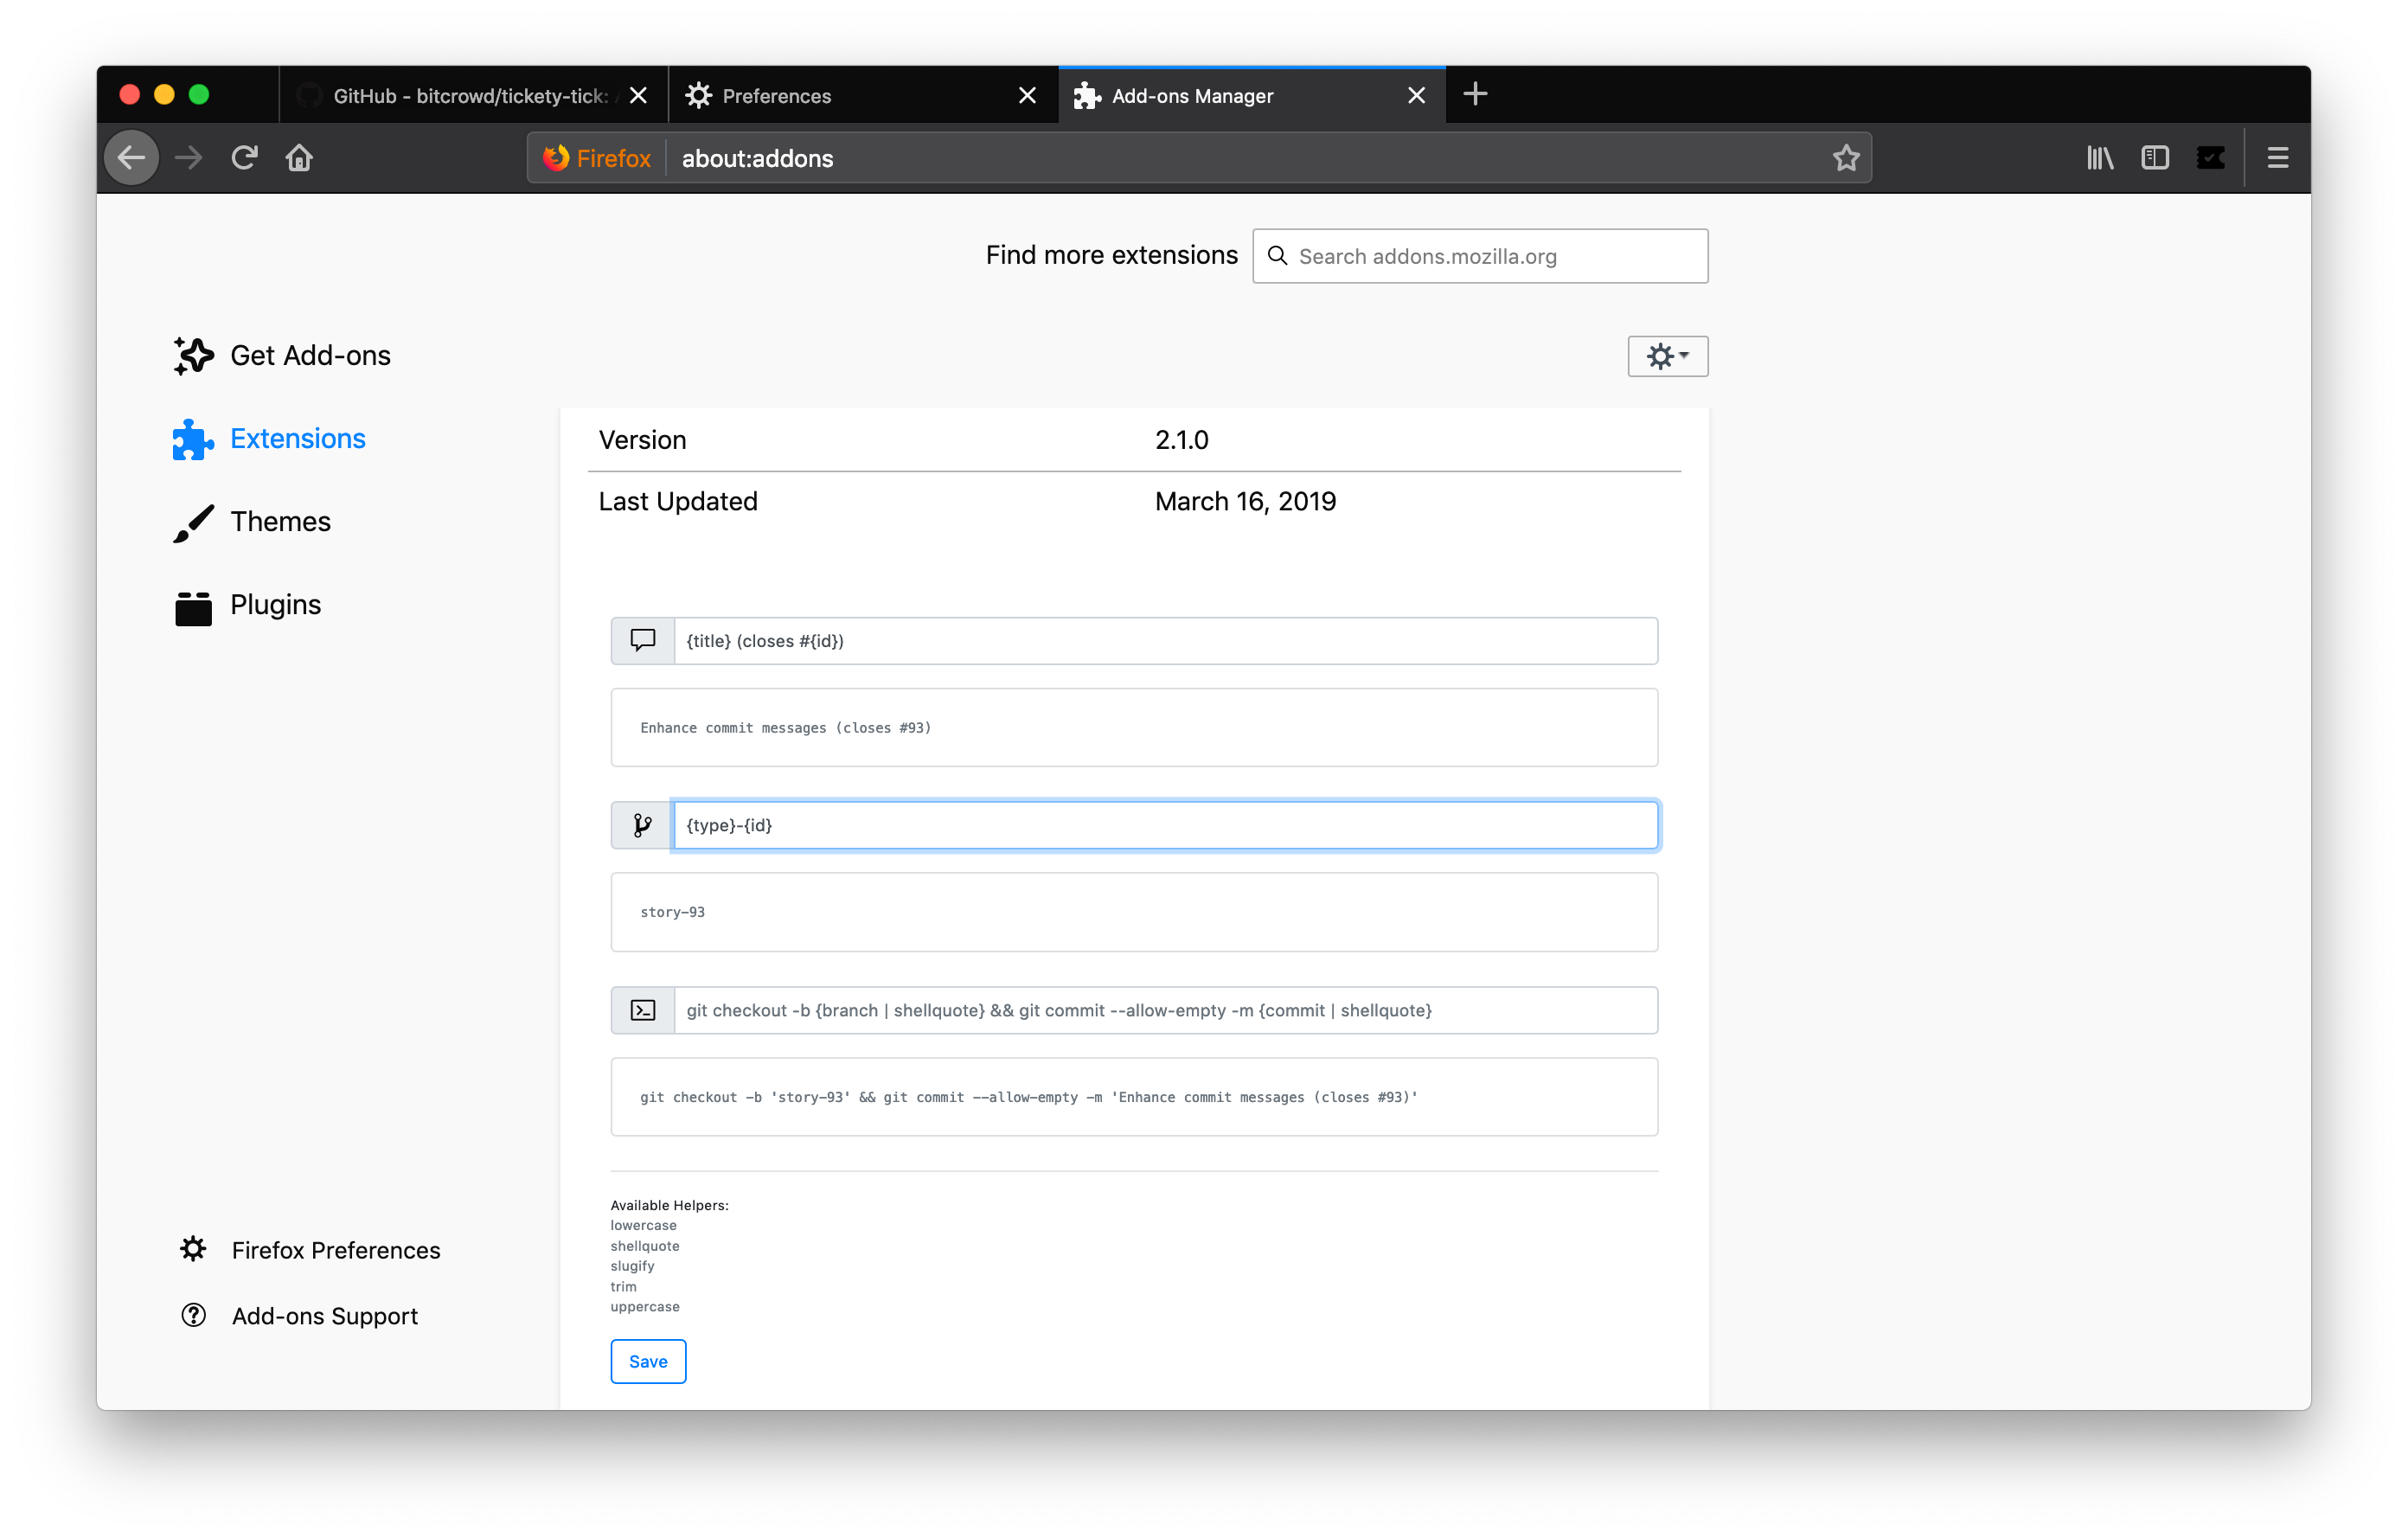 GitHub - bitcrowd/tickety-tick:
Preferences
Add-ons Manager
Firefox
about:addons
Find more extensions
Search addons.mozilla.org
Get Add-ons
Extensions
Themes
Plugins
Version 2.1.0
Last Updated March 16, 2019
{title} (closes #{id})
Enhance commit messages (closes #93)
{type}-{id}
story-93
git checkout -b {branch | shellquote} && git commit --allow-empty -m {commit | shellquote}
git checkout -b 'story-93' && git commit --allow-empty -m 'Enhance commit messages (closes #93)'
Available Helpers:
lowercase
shellquote
slugify
trim
uppercase
Save
Firefox Preferences
Add-ons Support